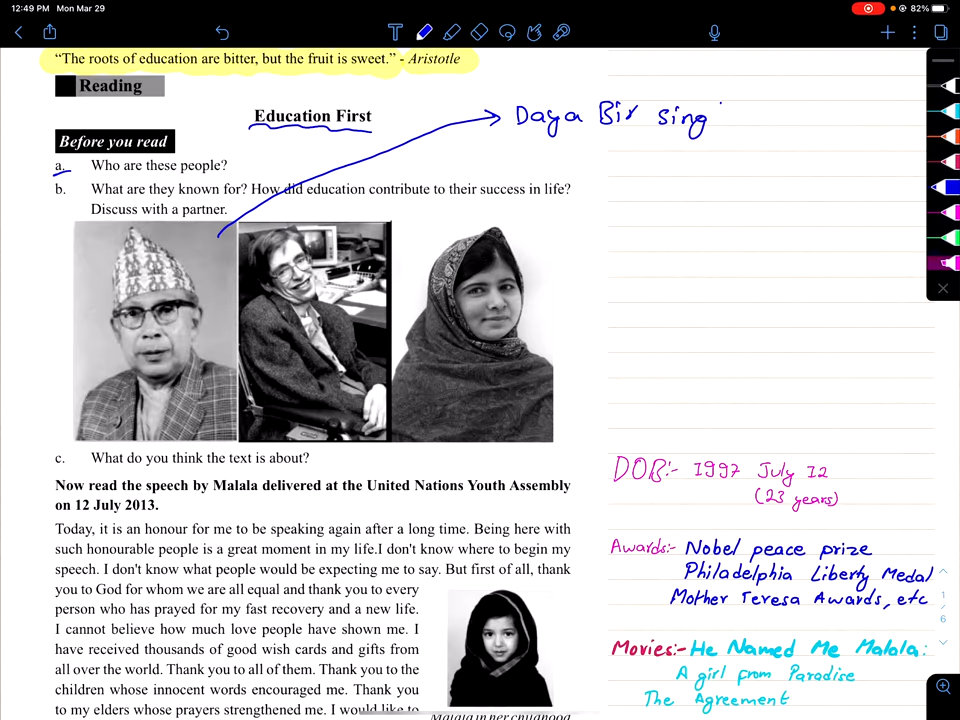 12:49 PM Mon Mar 29
82%
T
“The roots of education are bitter, but the fruit is sweet.” - Aristotle
Reading
Education First
Daya Bir sing
Before you read
a. Who are these people?
b. What are they known for? How did education contribute to their success in life?
Discuss with a partner.
c. What do you think the text is about?
Now read the speech by Malala delivered at the United Nations Youth Assembly
on 12 July 2013.
Today, it is an honour for me to be speaking again after a long time. Being here with
such honourable people is a great moment in my life.I don't know where to begin my
speech. I don't know what people would be expecting me to say. But first of all, thank
you to God for whom we are all equal and thank you to every
person who has prayed for my fast recovery and a new life.
I cannot believe how much love people have shown me. I
have received thousands of good wish cards and gifts from
all over the world. Thank you to all of them. Thank you to the
children whose innocent words encouraged me. Thank you
to my elders whose prayers strengthened me. I would like to
Malala in her childhood
DOB:- 1997 July 12
(23 years)
Awards:- Nobel peace prize
Philadelphia Liberty Medal
Mother Teresa Awards, etc
Movies:- He Named Me Malala:
A girl from Paradise
The Agreement
1
/
6